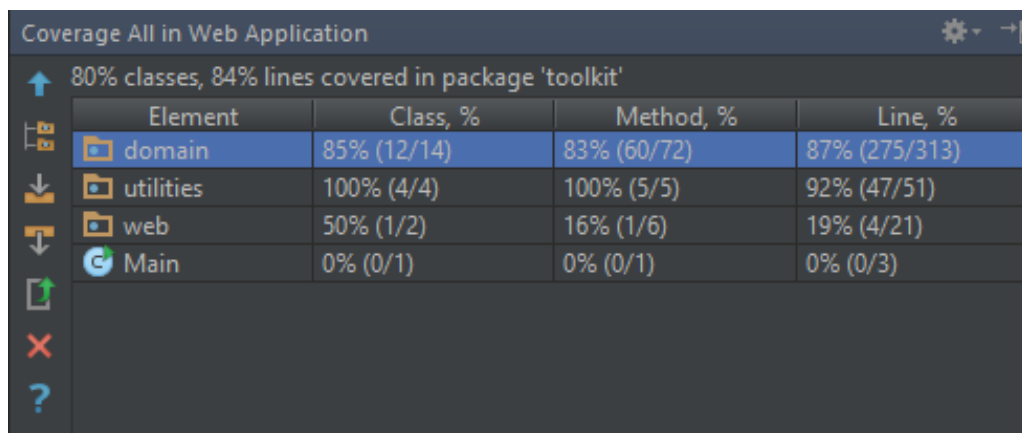 Coverage All in Web Application
80% classes, 84% lines covered in package 'toolkit'
Element Class, % Method, % Line, %
domain 85% (12/14) 83% (60/72) 87% (275/313)
utilities 100% (4/4) 100% (5/5) 92% (47/51)
web 50% (1/2) 16% (1/6) 19% (4/21)
C Main 0% (0/1) 0% (0/1) 0% (0/3)
?